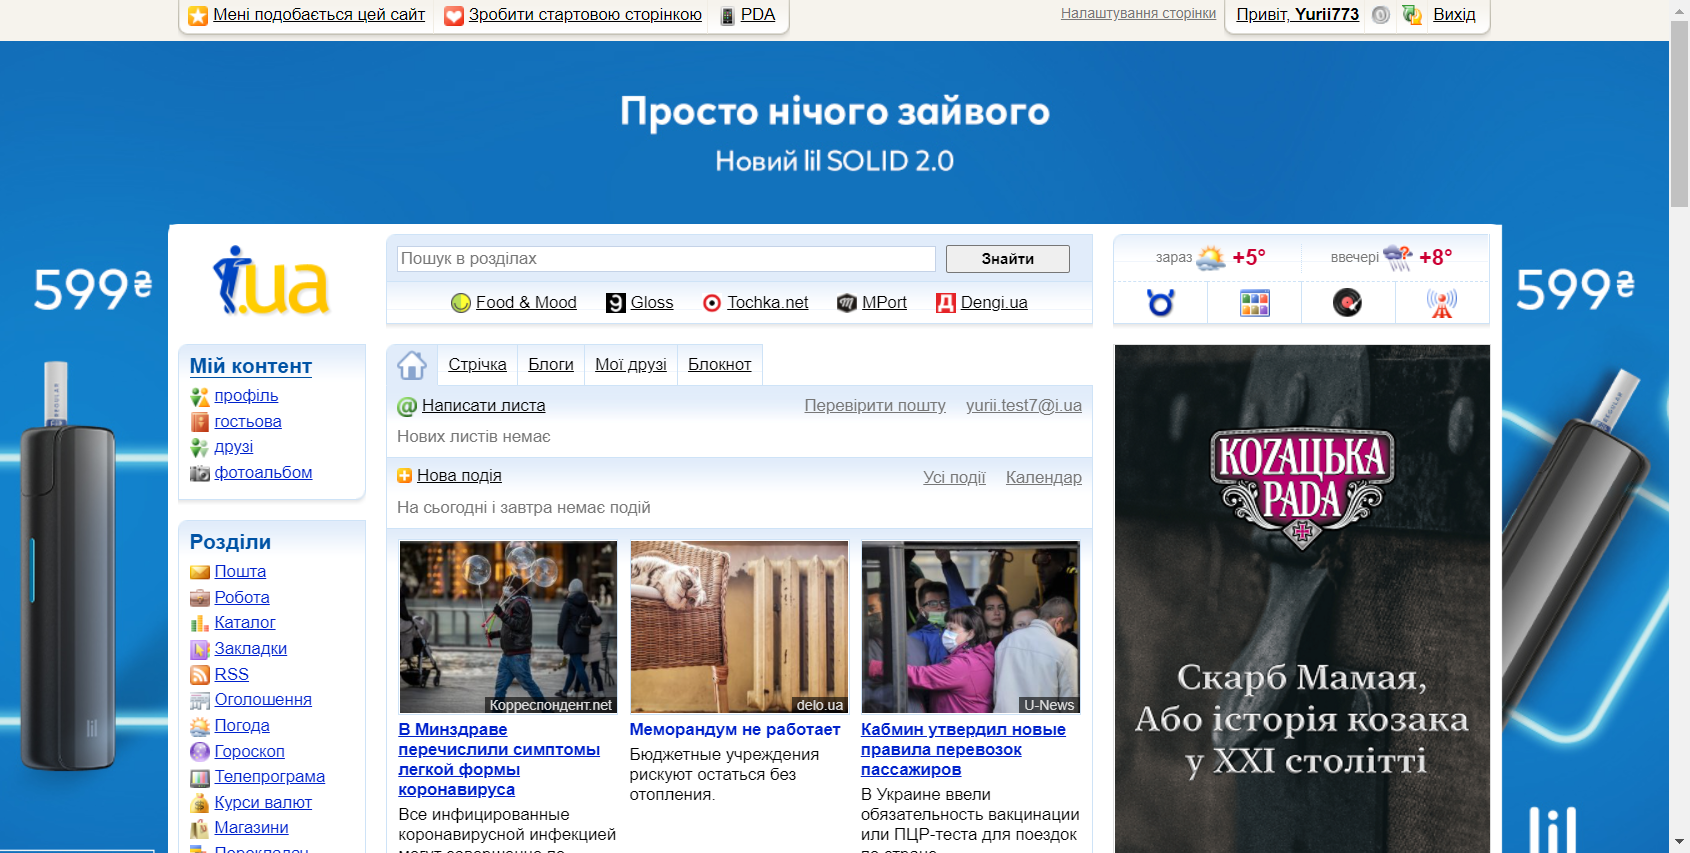 Мені подобається цей сайт
Зробити стартовою сторінкою
PDA
Налаштування сторінки
Привіт, Yurii773
Вихід
Просто нічого зайвого
Новий lil SOLID 2.0
599₴
599₴
i.ua
Пошук в розділах
Знайти
Food & Mood
Gloss
Tochka.net
MPort
Dengi.ua
зараз +5°
ввечері +8°
Мій контент
профіль
гостьова
друзі
фотоальбом
Розділи
Пошта
Робота
Каталог
Закладки
RSS
Оголошення
Погода
Гороскоп
Телепрограма
Курси валют
Магазини
Перекладач
Стрічка
Блоги
Мої друзі
Блокнот
Написати листа
Перевірити пошту
yurii.test7@i.ua
Нових листів немає
Нова подія
Усі події
Календар
На сьогодні і завтра немає подій
Корреспондент.net
В Минздраве
перечислили симптомы
легкой формы
коронавируса
Все инфицированные
коронавирусной инфекцией
delo.ua
Меморандум не работает
Бюджетные учреждения
рискуют остаться без
отопления.
U-News
Кабмин утвердил новые
правила перевозок
пассажиров
В Украине ввели
обязательность вакцинации
или ПЦР-теста для поездок
КОZАЦЬКА
РАDА
Скарб Мамая,
Або історія козака
у XXI столітті
REGULAR
REGULAR
lil
lil